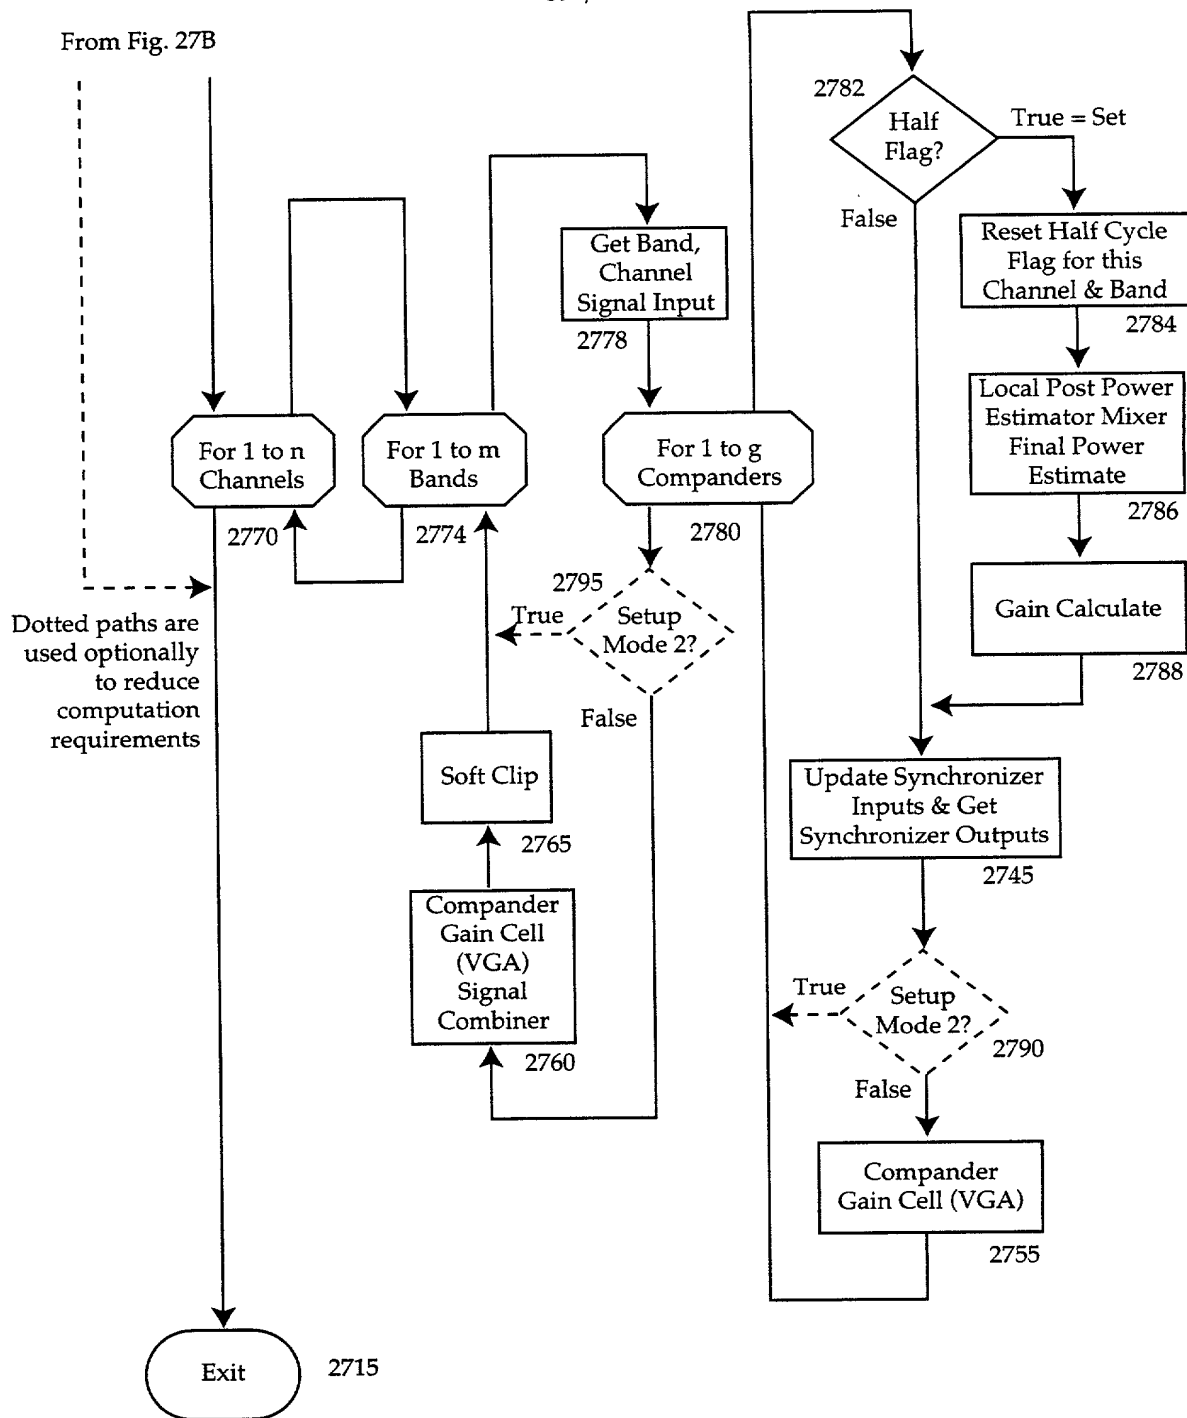 From Fig. 27B
2782
Half
Flag?
True = Set
False
Reset Half Cycle
Flag for this
Channel & Band
2784
Get Band,
Channel
Signal Input
2778
Local Post Power
Estimator Mixer
Final Power
Estimate
2786
For 1 to n
Channels
2770
For 1 to m
Bands
2774
For 1 to g
Companders
2780
2795
True
Setup
Mode 2?
False
Gain Calculate
2788
Dotted paths are
used optionally
to reduce
computation
requirements
Soft Clip
2765
Update Synchronizer
Inputs & Get
Synchronizer Outputs
2745
Compander
Gain Cell
(VGA)
Signal
Combiner
2760
True
Setup
Mode 2?
2790
False
Compander
Gain Cell (VGA)
2755
Exit
2715